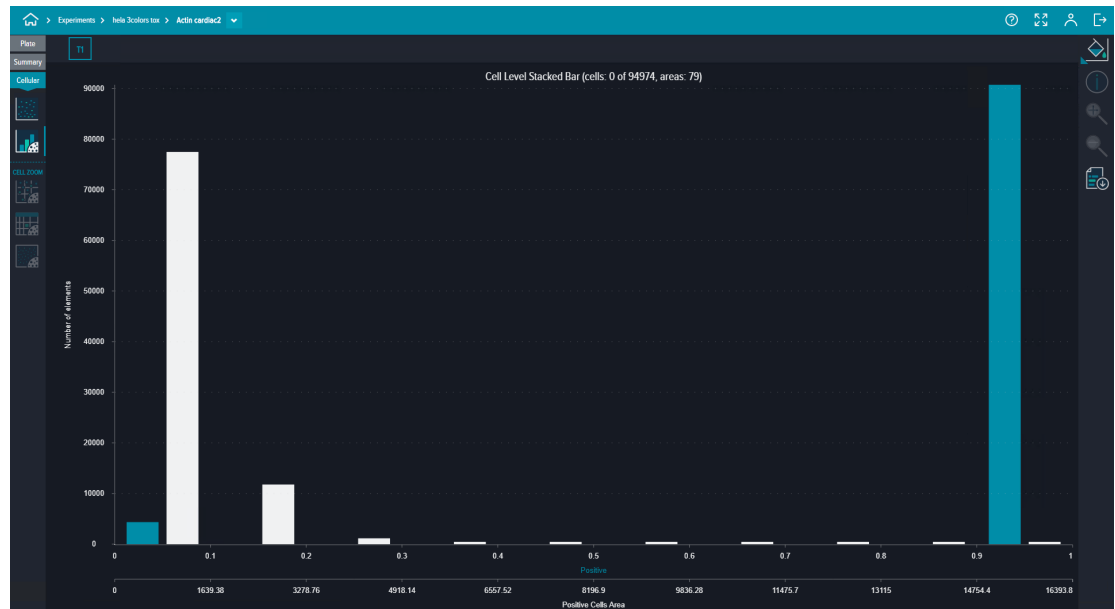 Experiments > hela 3colors tox > Actin cardiac2
Plate
Summary
Cellular
CELL ZOOM
T1
Cell Level Stacked Bar (cells: 0 of 94974, areas: 79)
Number of elements
90000
80000
70000
60000
50000
40000
30000
20000
10000
0
0 0.1 0.2 0.3 0.4 0.5 0.6 0.7 0.8 0.9 1
Positive
0 1639.38 3278.76 4918.14 6557.52 8196.9 9836.28 11475.7 13115 14754.4 16393.8
Positive Cells Area